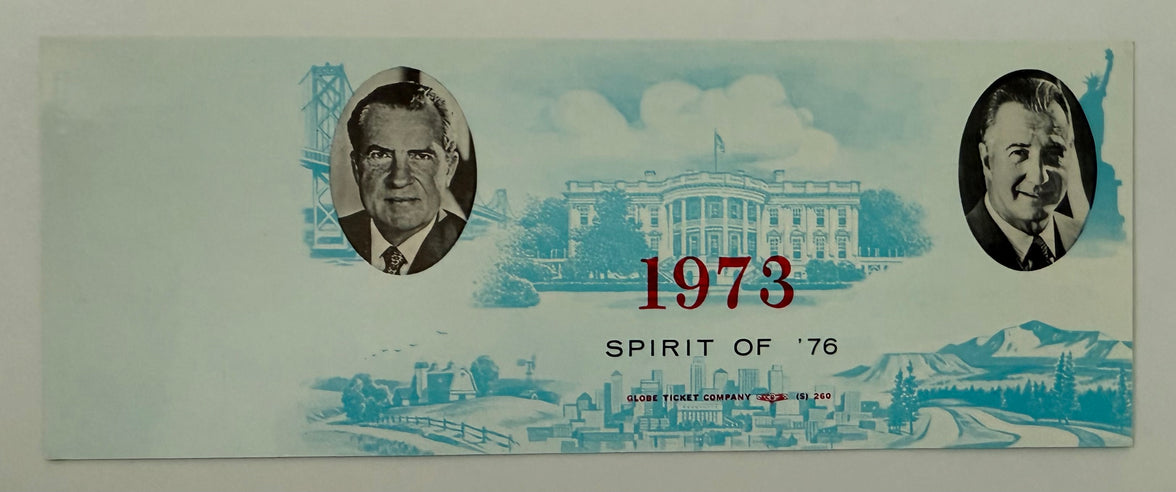 1973
SPIRIT OF '76
GLOBE TICKET COMPANY (S) 260